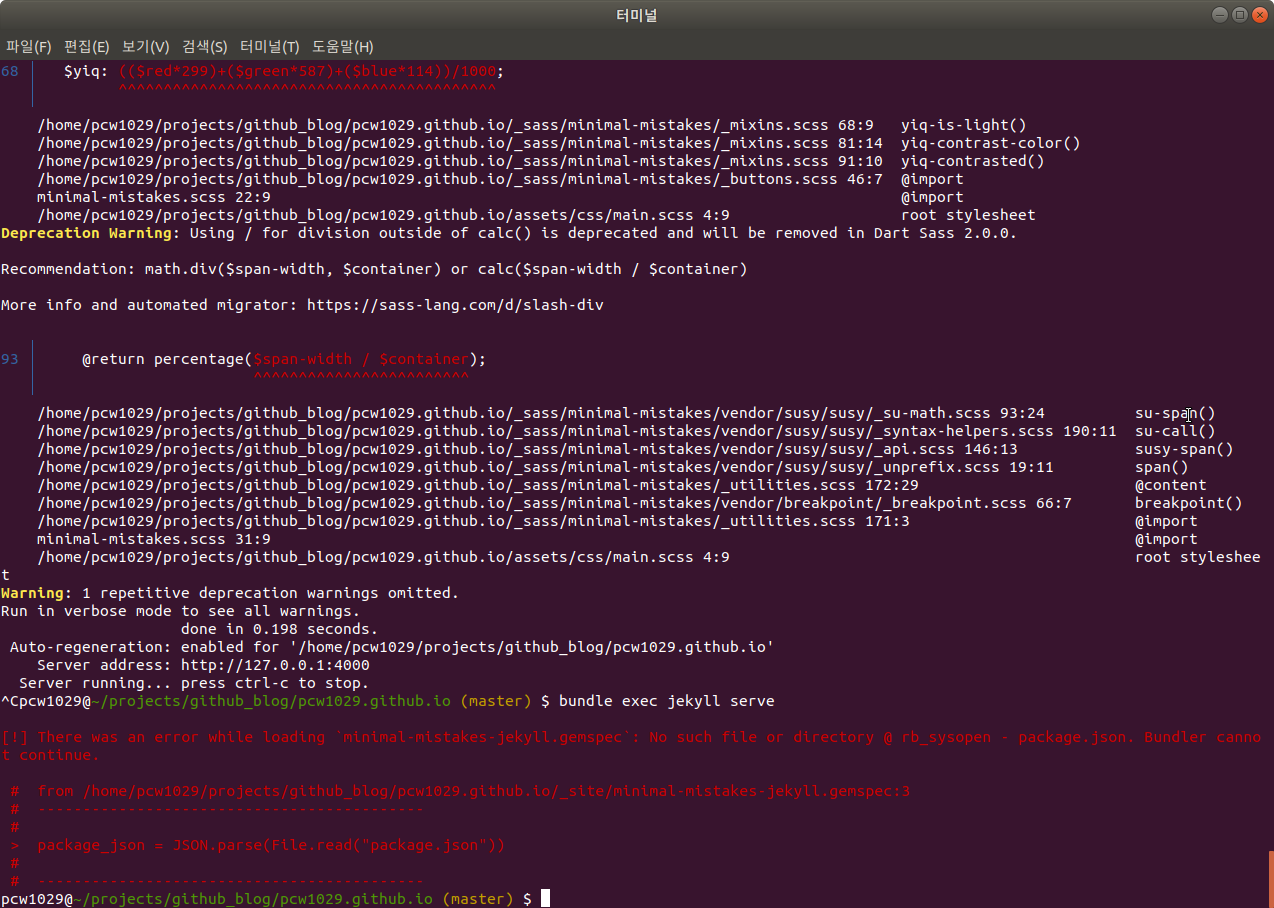 터미널
파일(F) 편집(E) 보기(V) 검색(S) 터미널(T) 도움말(H)
68 $yiq: (($red*299)+($green*587)+($blue*114))/1000;
^^^^^^^^^^^^^^^^^^^^^^^^^^^^^^^^^^^^^^^^^^
/home/pcw1029/projects/github_blog/pcw1029.github.io/_sass/minimal-mistakes/_mixins.scss 68:9 yiq-is-light()
/home/pcw1029/projects/github_blog/pcw1029.github.io/_sass/minimal-mistakes/_mixins.scss 81:14 yiq-contrast-color()
/home/pcw1029/projects/github_blog/pcw1029.github.io/_sass/minimal-mistakes/_mixins.scss 91:10 yiq-contrasted()
/home/pcw1029/projects/github_blog/pcw1029.github.io/_sass/minimal-mistakes/_buttons.scss 46:7 @import
minimal-mistakes.scss 22:9 @import
/home/pcw1029/projects/github_blog/pcw1029.github.io/assets/css/main.scss 4:9 root stylesheet
Deprecation Warning: Using / for division outside of calc() is deprecated and will be removed in Dart Sass 2.0.0.
Recommendation: math.div($span-width, $container) or calc($span-width / $container)
More info and automated migrator: https://sass-lang.com/d/slash-div
93 @return percentage($span-width / $container);
^^^^^^^^^^^^^^^^^^^^^^^^
/home/pcw1029/projects/github_blog/pcw1029.github.io/_sass/minimal-mistakes/vendor/susy/susy/_su-math.scss 93:24 su-span()
/home/pcw1029/projects/github_blog/pcw1029.github.io/_sass/minimal-mistakes/vendor/susy/susy/_syntax-helpers.scss 190:11 su-call()
/home/pcw1029/projects/github_blog/pcw1029.github.io/_sass/minimal-mistakes/vendor/susy/susy/_api.scss 146:13 susy-span()
/home/pcw1029/projects/github_blog/pcw1029.github.io/_sass/minimal-mistakes/vendor/susy/susy/_unprefix.scss 19:11 span()
/home/pcw1029/projects/github_blog/pcw1029.github.io/_sass/minimal-mistakes/_utilities.scss 172:29 @content
/home/pcw1029/projects/github_blog/pcw1029.github.io/_sass/minimal-mistakes/vendor/breakpoint/_breakpoint.scss 66:7 breakpoint()
/home/pcw1029/projects/github_blog/pcw1029.github.io/_sass/minimal-mistakes/_utilities.scss 171:3 @import
minimal-mistakes.scss 31:9 @import
/home/pcw1029/projects/github_blog/pcw1029.github.io/assets/css/main.scss 4:9 root styleshee
t
Warning: 1 repetitive deprecation warnings omitted.
Run in verbose mode to see all warnings.
done in 0.198 seconds.
Auto-regeneration: enabled for '/home/pcw1029/projects/github_blog/pcw1029.github.io'
Server address: http://127.0.0.1:4000
Server running... press ctrl-c to stop.
^Cpcw1029@~/projects/github_blog/pcw1029.github.io (master) $ bundle exec jekyll serve
[!] There was an error while loading `minimal-mistakes-jekyll.gemspec`: No such file or directory @ rb_sysopen - package.json. Bundler canno
t continue.
# from /home/pcw1029/projects/github_blog/pcw1029.github.io/_site/minimal-mistakes-jekyll.gemspec:3
# -------------------------------------------
#
> package_json = JSON.parse(File.read("package.json"))
#
# -------------------------------------------
pcw1029@~/projects/github_blog/pcw1029.github.io (master) $